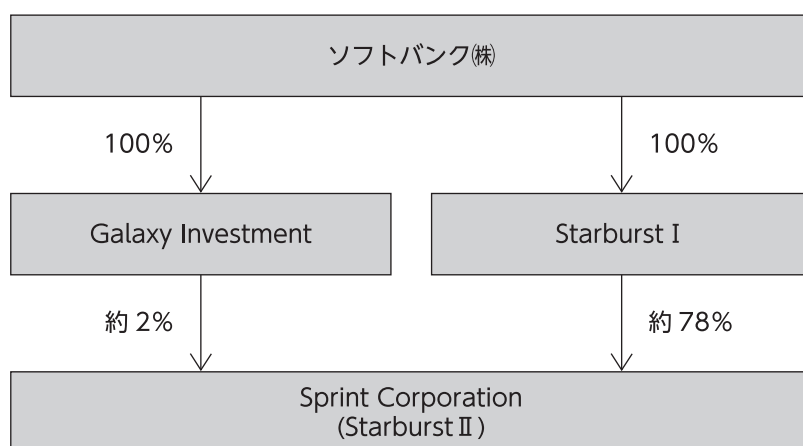 ソフトバンク㈱
100%
100%
Galaxy Investment
Starburst Ⅰ
約 2%
約 78%
Sprint Corporation
(Starburst Ⅱ)